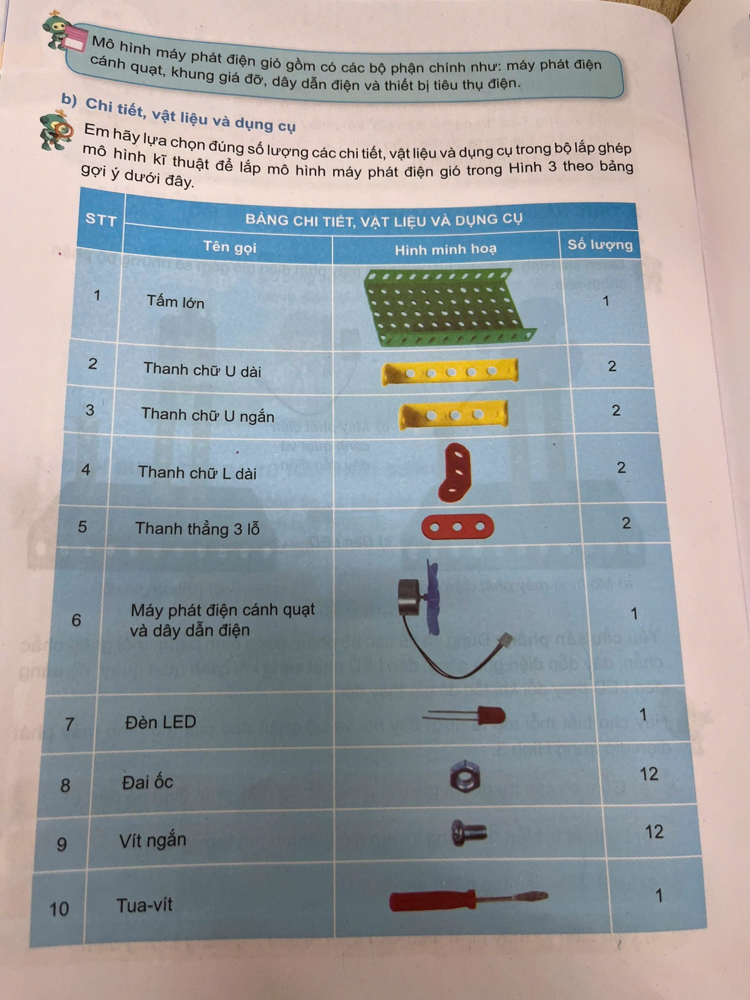 Mô hình máy phát điện gió gồm có các bộ phận chính như: máy phát điện
cánh quạt, khung giá đỡ, dây dẫn điện và thiết bị tiêu thụ điện.
b) Chi tiết, vật liệu và dụng cụ
Em hãy lựa chọn đúng số lượng các chi tiết, vật liệu và dụng cụ trong bộ lắp ghép
mô hình kĩ thuật để lắp mô hình máy phát điện gió trong Hình 3 theo bảng
gợi ý dưới đây.
STT
BẢNG CHI TIẾT, VẬT LIỆU VÀ DỤNG CỤ
Tên gọi Hình minh hoạ Số lượng
1 Tấm lớn 1
2 Thanh chữ U dài 2
3 Thanh chữ U ngắn 2
4 Thanh chữ L dài 2
5 Thanh thẳng 3 lỗ 2
6 Máy phát điện cánh quạt 1
và dây dẫn điện
7 Đèn LED 1
8 Đai ốc 12
9 Vít ngắn 12
10 Tua-vít 1